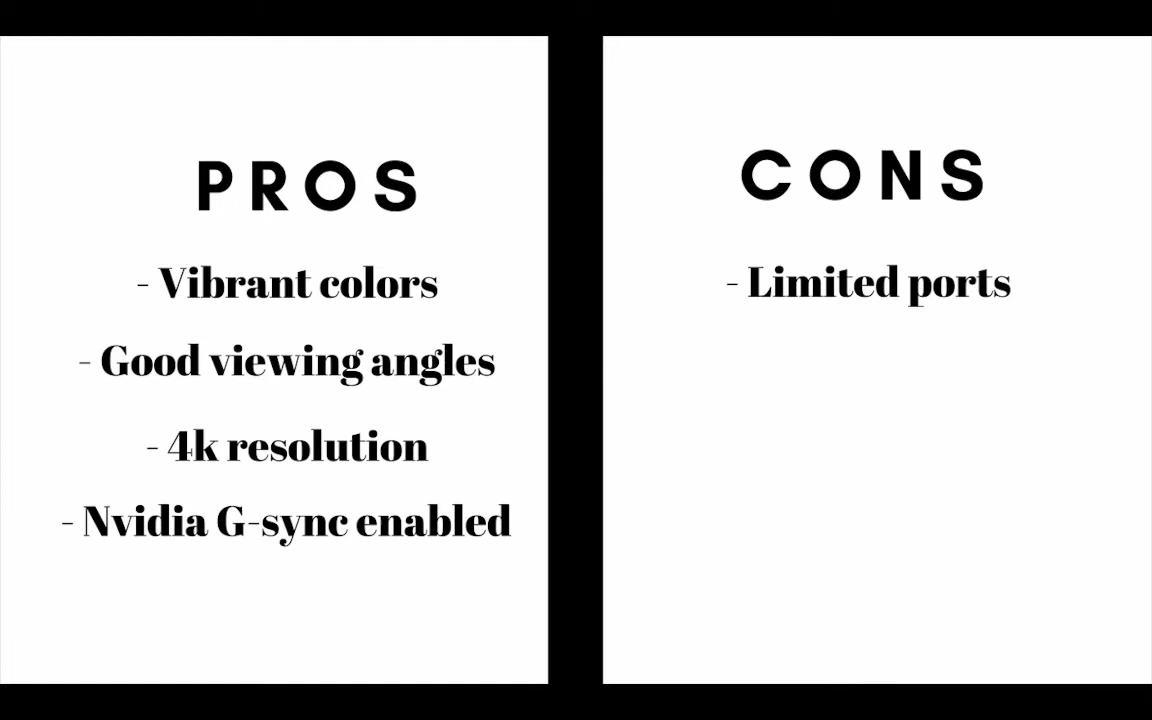 PROS
- Vibrant colors
- Good viewing angles
- 4k resolution
- Nvidia G-sync enabled
CONS
- Limited ports